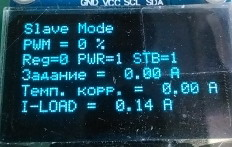 GND VCC SCL SDA
Slave Mode
PWM = 0 %
Reg=0 PWR=1 STB=1
Задание = 0.00 A
Темп. корр. = 0.00 A
I-LOAD = 0.14 A